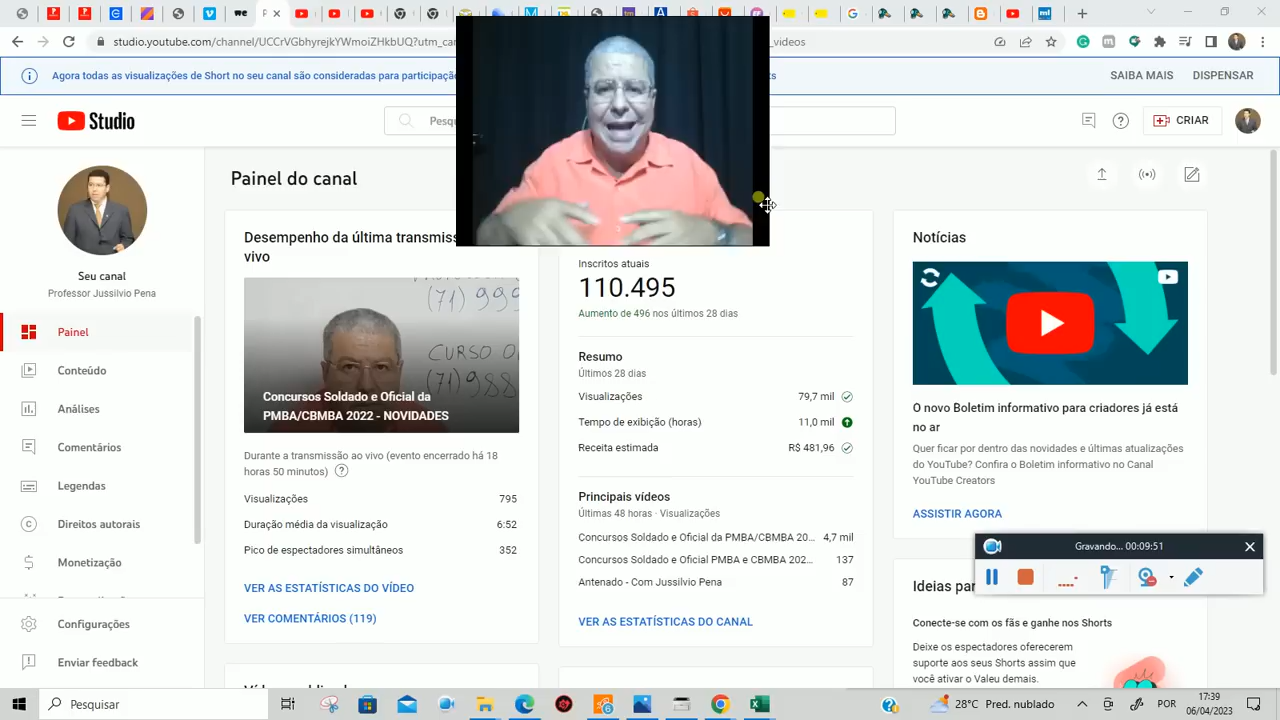 studio.youtube.com/channel/UCCrVGbhyrejkYWmoiZHkbUQ?utm_cam
_videos
Agora todas as visualizações de Short no seu canal são consideradas para participaçã
SAIBA MAIS
DISPENSAR
Studio
Pesqu
CRIAR
Seu canal
Professor Jussilvio Pena
Painel
Conteúdo
Análises
Comentários
Legendas
Direitos autorais
Monetização
Configurações
Enviar feedback
Painel do canal
Desempenho da última transmiss
vivo
(71) 999
CURSO O
(71)988
Concursos Soldado e Oficial da
PMBA/CBMBA 2022 - NOVIDADES
Durante a transmissão ao vivo (evento encerrado há 18
horas 50 minutos)
Visualizações 795
Duração média da visualização 6:52
Pico de espectadores simultâneos 352
VER AS ESTATÍSTICAS DO VÍDEO
VER COMENTÁRIOS (119)
Inscritos atuais
110.495
Aumento de 496 nos últimos 28 dias
Resumo
Últimos 28 dias
Visualizações 79,7 mil
Tempo de exibição (horas) 11,0 mil
Receita estimada R$ 481,96
Principais vídeos
Últimas 48 horas · Visualizações
Concursos Soldado e Oficial da PMBA/CBMBA 20... 4,7 mil
Concursos Soldado e Oficial PMBA e CBMBA 202... 137
Antenado - Com Jussilvio Pena 87
VER AS ESTATÍSTICAS DO CANAL
Notícias
O novo Boletim informativo para criadores já está
no ar
Quer ficar por dentro das novidades e últimas atualizações
do YouTube? Confira o Boletim informativo no Canal
YouTube Creators
ASSISTIR AGORA
Gravando... 00:09:51
Ideias par
Conecte-se com os fãs e ganhe nos Shorts
Deixe os espectadores oferecerem
suporte aos seus Shorts assim que
você ativar o Valeu demais.
Pesquisar
28°C Pred. nublado
POR
17:39
06/04/2023